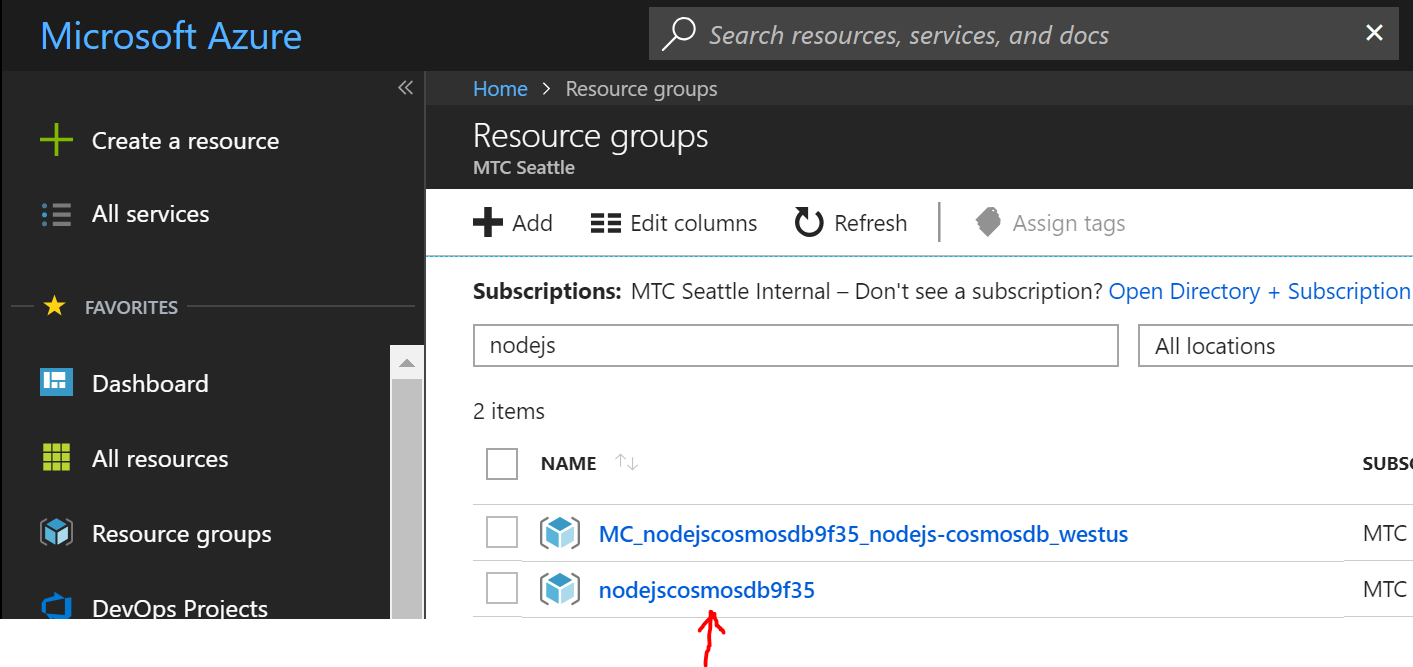 Microsoft Azure
Search resources, services, and docs
Home > Resource groups
Create a resource
All services
FAVORITES
Dashboard
All resources
Resource groups
DevOps Projects
Resource groups
MTC Seattle
Add Edit columns Refresh Assign tags
Subscriptions: MTC Seattle Internal – Don't see a subscription? Open Directory + Subscription
nodejs All locations
2 items
NAME
MC_nodejscosmosdb9f35_nodejs-cosmosdb_westus MTC
nodejscosmosdb9f35 MTC